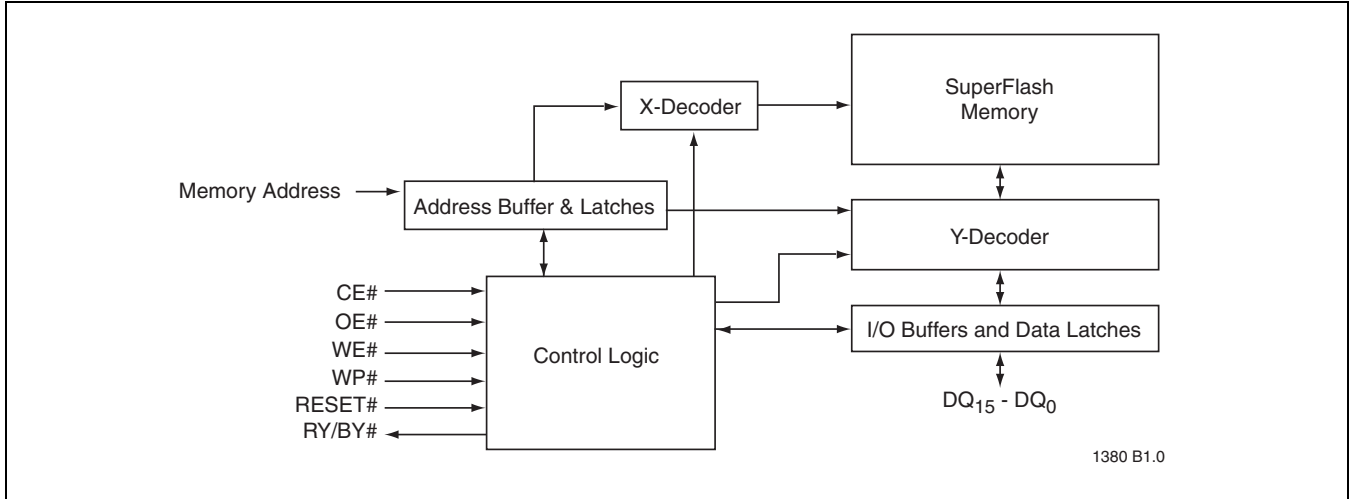 SuperFlash
Memory
X-Decoder
Memory Address
Address Buffer & Latches
Y-Decoder
CE#
OE#
WE#
WP#
RESET#
RY/BY#
Control Logic
I/O Buffers and Data Latches
DQ15 - DQ0
1380 B1.0